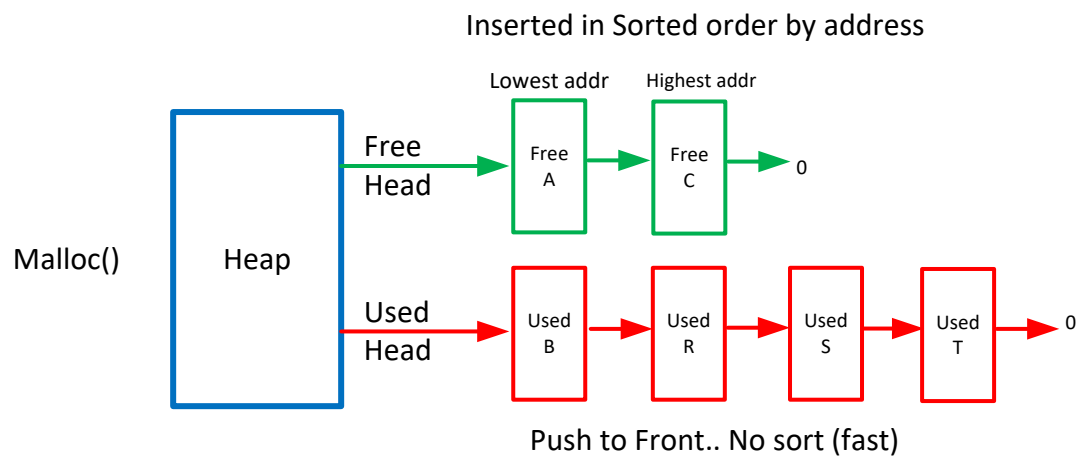 Inserted in Sorted order by address
Lowest addr
Highest addr
Free
Head
Free
A
Free
C
0
Malloc()
Heap
Used
Head
Used
B
Used
R
Used
S
Used
T
0
Push to Front.. No sort (fast)